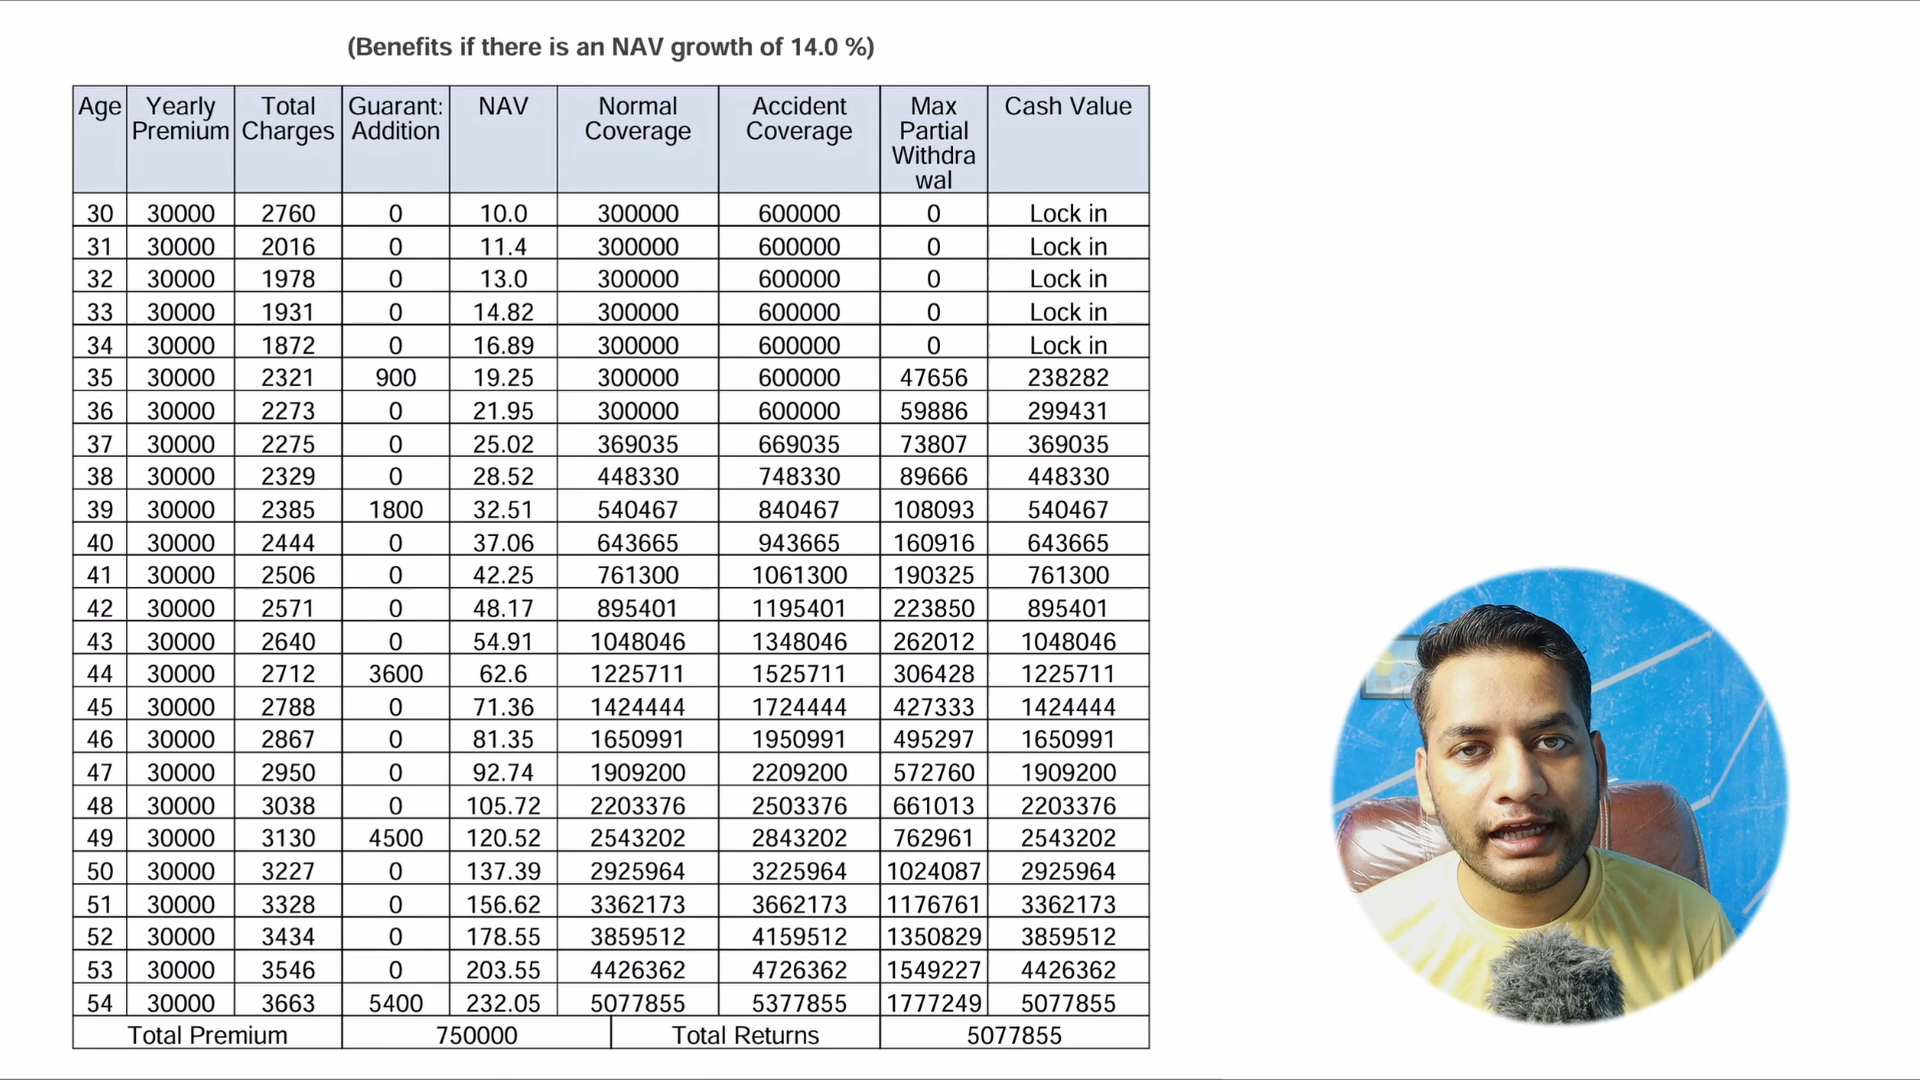 (Benefits if there is an NAV growth of 14.0 %)
Age Yearly Premium Total Charges Guarant: Addition NAV Normal Coverage Accident Coverage Max Partial Withdra wal Cash Value
30 30000 2760 0 10.0 300000 600000 0 Lock in
31 30000 2016 0 11.4 300000 600000 0 Lock in
32 30000 1978 0 13.0 300000 600000 0 Lock in
33 30000 1931 0 14.82 300000 600000 0 Lock in
34 30000 1872 0 16.89 300000 600000 0 Lock in
35 30000 2321 900 19.25 300000 600000 47656 238282
36 30000 2273 0 21.95 300000 600000 59886 299431
37 30000 2275 0 25.02 369035 669035 73807 369035
38 30000 2329 0 28.52 448330 748330 89666 448330
39 30000 2385 1800 32.51 540467 840467 108093 540467
40 30000 2444 0 37.06 643665 943665 160916 643665
41 30000 2506 0 42.25 761300 1061300 190325 761300
42 30000 2571 0 48.17 895401 1195401 223850 895401
43 30000 2640 0 54.91 1048046 1348046 262012 1048046
44 30000 2712 3600 62.6 1225711 1525711 306428 1225711
45 30000 2788 0 71.36 1424444 1724444 427333 1424444
46 30000 2867 0 81.35 1650991 1950991 495297 1650991
47 30000 2950 0 92.74 1909200 2209200 572760 1909200
48 30000 3038 0 105.72 2203376 2503376 661013 2203376
49 30000 3130 4500 120.52 2543202 2843202 762961 2543202
50 30000 3227 0 137.39 2925964 3225964 1024087 2925964
51 30000 3328 0 156.62 3362173 3662173 1176761 3362173
52 30000 3434 0 178.55 3859512 4159512 1350829 3859512
53 30000 3546 0 203.55 4426362 4726362 1549227 4426362
54 30000 3663 5400 232.05 5077855 5377855 1777249 5077855
Total Premium 750000 Total Returns 5077855